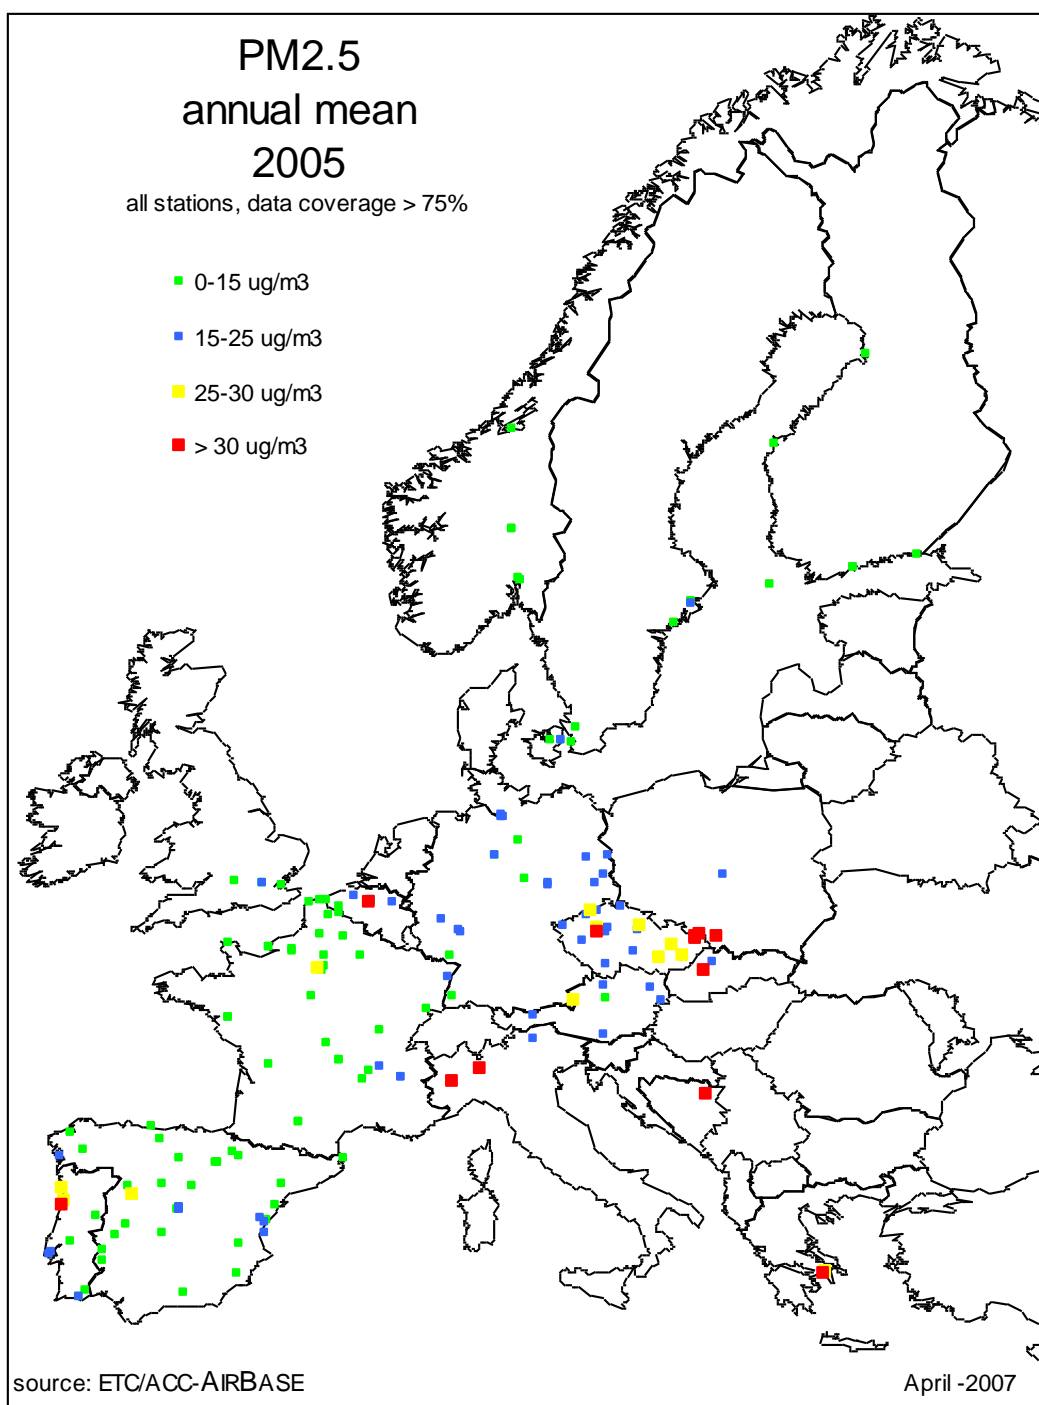 PM2.5
annual mean
2005
all stations, data coverage > 75%
0-15 ug/m3
15-25 ug/m3
25-30 ug/m3
> 30 ug/m3
source: ETC/ACC-AIRBASE
April -2007